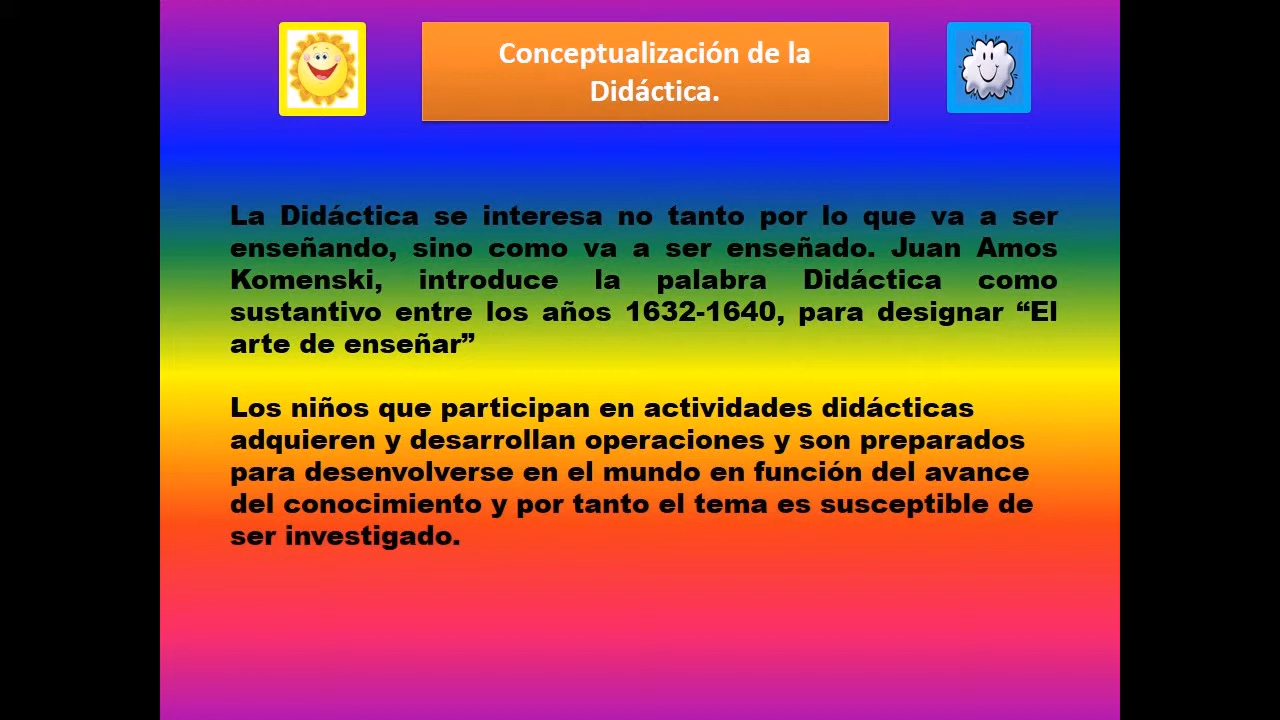 Conceptualización de la
Didáctica.
La Didáctica se interesa no tanto por lo que va a ser
enseñando, sino como va a ser enseñado. Juan Amos
Komenski, introduce la palabra Didáctica como
sustantivo entre los años 1632-1640, para designar “El
arte de enseñar”
Los niños que participan en actividades didácticas
adquieren y desarrollan operaciones y son preparados
para desenvolverse en el mundo en función del avance
del conocimiento y por tanto el tema es susceptible de
ser investigado.